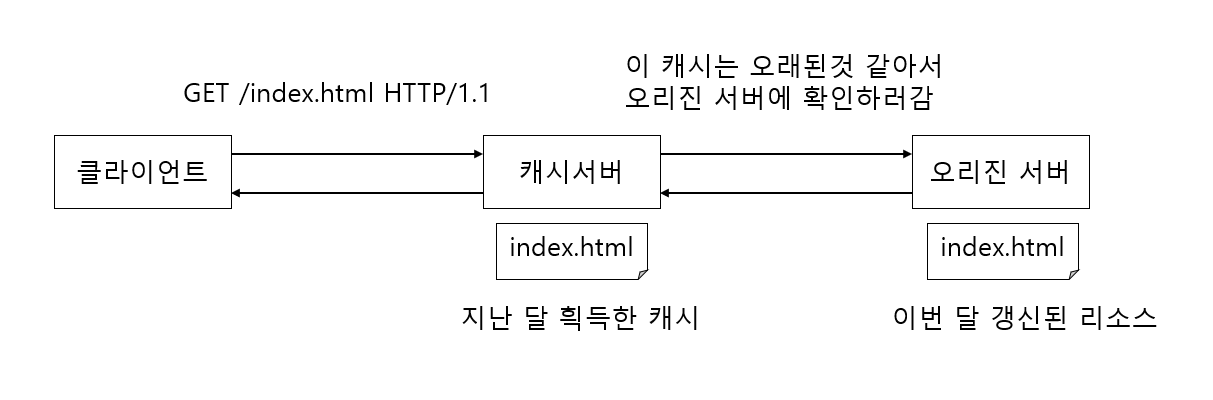 GET /index.html HTTP/1.1
이 캐시는 오래된것 같아서
오리진 서버에 확인하러감
클라이언트
캐시서버
오리진 서버
index.html
index.html
지난 달 획득한 캐시
이번 달 갱신된 리소스